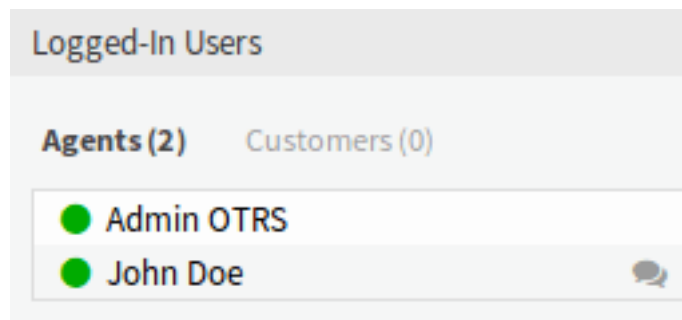 Logged-In Users
Agents (2) Customers (0)
Admin OTRS
John Doe